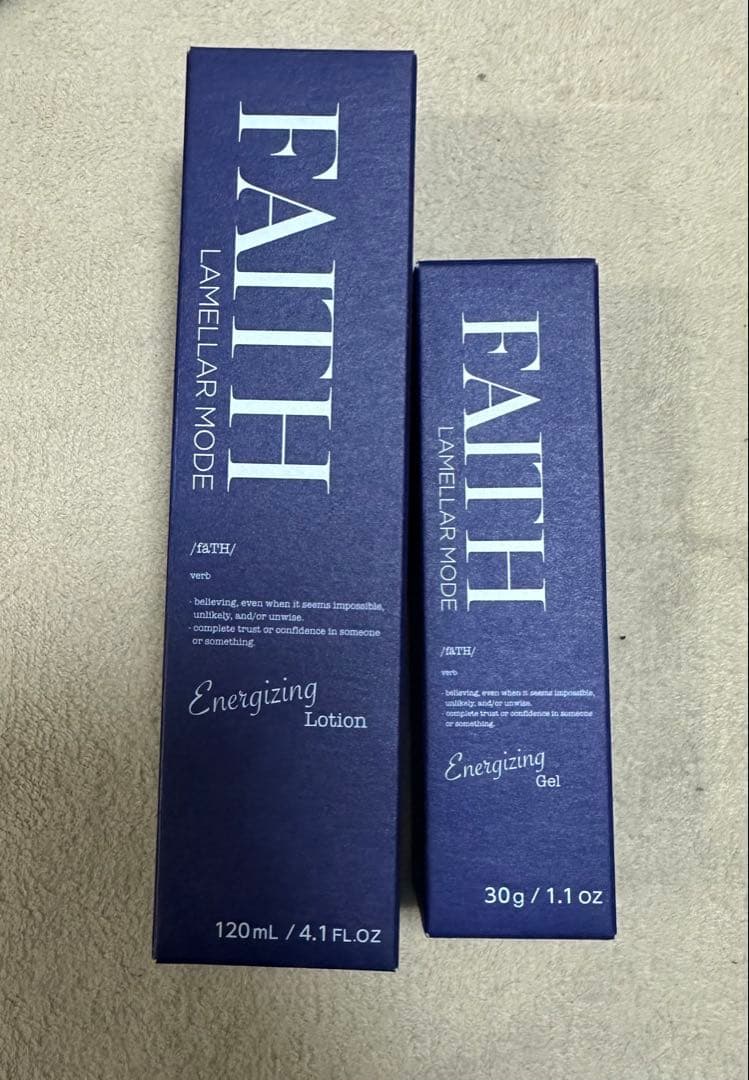 FAITH
LAMELLAR MODE
/fāTH/
verb
· believing, even when it seems impossible,
unlikely, and/or unwise.
· complete trust or confidence in someone
or something.
Energizing
Lotion
120mL / 4.1 FL.OZ
FAITH
LAMELLAR MODE
/fāTH/
verb
· believing, even when it seems impossible,
unlikely, and/or unwise.
· complete trust or confidence in someone
or something.
Energizing
Gel
30g / 1.1 OZ